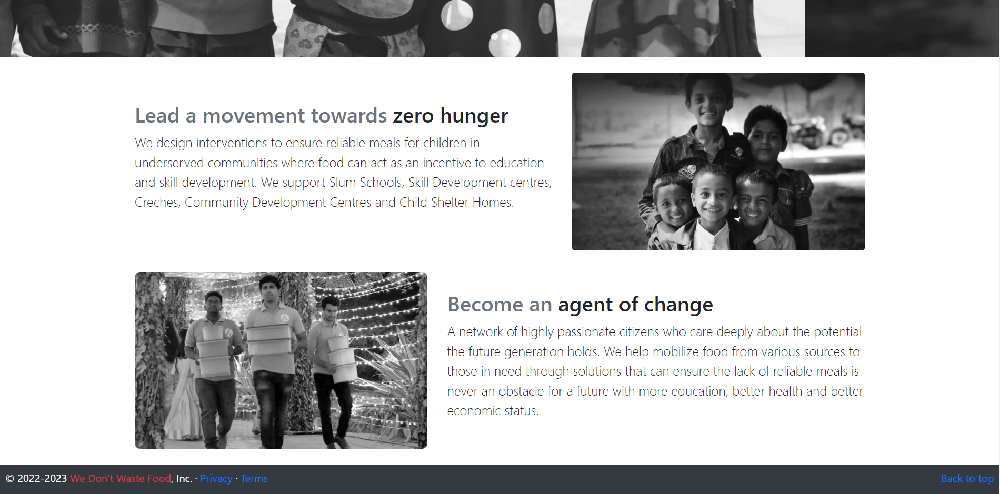 Lead a movement towards zero hunger
We design interventions to ensure reliable meals for children in
underserved communities where food can act as an incentive to education
and skill development. We support Slum Schools, Skill Development centres,
Creches, Community Development Centres and Child Shelter Homes.
Become an agent of change
A network of highly passionate citizens who care deeply about the potential
the future generation holds. We help mobilize food from various sources to
those in need through solutions that can ensure the lack of reliable meals is
never an obstacle for a future with more education, better health and better
economic status.
© 2022-2023 We Don't Waste Food, Inc. · Privacy · Terms
Back to top